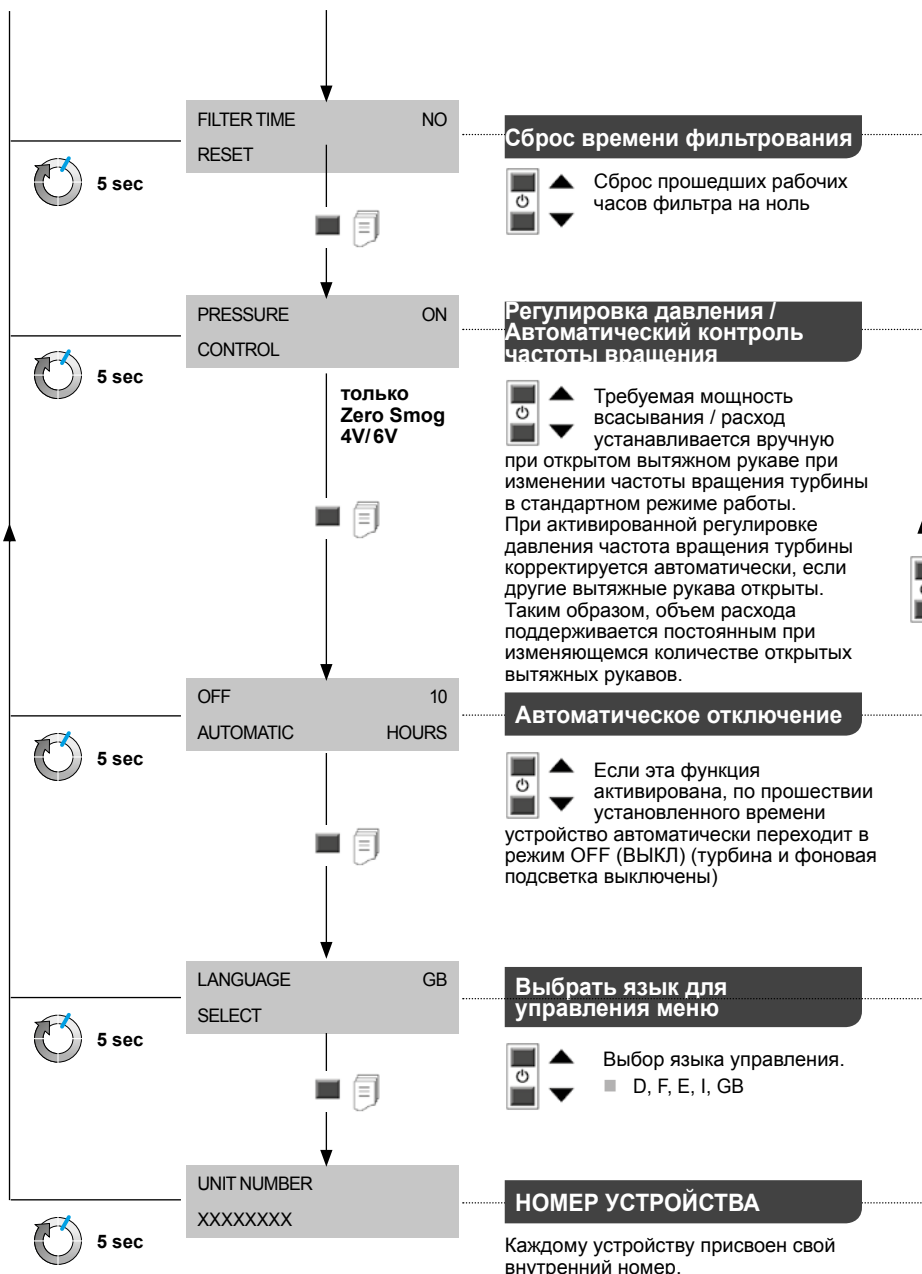 FILTER TIME NO
RESET
5 sec
Сброс времени фильтрования
Сброс прошедших рабочих
часов фильтра на ноль
PRESSURE ON
CONTROL
5 sec
только
Zero Smog
4V/6V
Регулировка давления /
Автоматический контроль
частоты вращения
Требуемая мощность
всасывания / расход
устанавливается вручную
при открытом вытяжном рукаве при
изменении частоты вращения турбины
в стандартном режиме работы.
При активированной регулировке
давления частота вращения турбины
корректируется автоматически, если
другие вытяжные рукава открыты.
Таким образом, объем расхода
поддерживается постоянным при
изменяющемся количестве открытых
вытяжных рукавов.
OFF 10
AUTOMATIC HOURS
5 sec
Автоматическое отключение
Если эта функция
активирована, по прошествии
установленного времени
устройство автоматически переходит в
режим OFF (ВЫКЛ) (турбина и фоновая
подсветка выключены)
LANGUAGE GB
SELECT
5 sec
Выбрать язык для
управления меню
Выбор языка управления.
D, F, E, I, GB
UNIT NUMBER
XXXXXXXX
5 sec
НОМЕР УСТРОЙСТВА
Каждому устройству присвоен свой
внутренний номер.